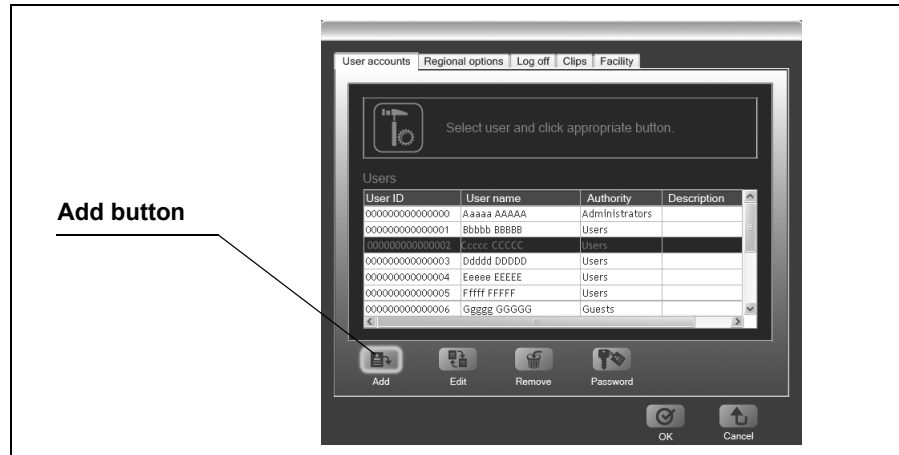 User accounts Regional options Log off Clips Facility
Select user and click appropriate button.
Users
User ID User name Authority Description
000000000000000 Aaaaa AAAAA Administrators
000000000000001 Bbbbb BBBBB Users
000000000000002 Ccccc CCCCC Users
000000000000003 Ddddd DDDDD Users
000000000000004 Eeeee EEEEE Users
000000000000005 Fffff FFFFF Users
000000000000006 Ggggg GGGGG Guests
Add button
Add Edit Remove Password
OK Cancel